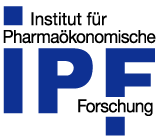 Institut für
Pharmaökonomische
IPF
Forschung